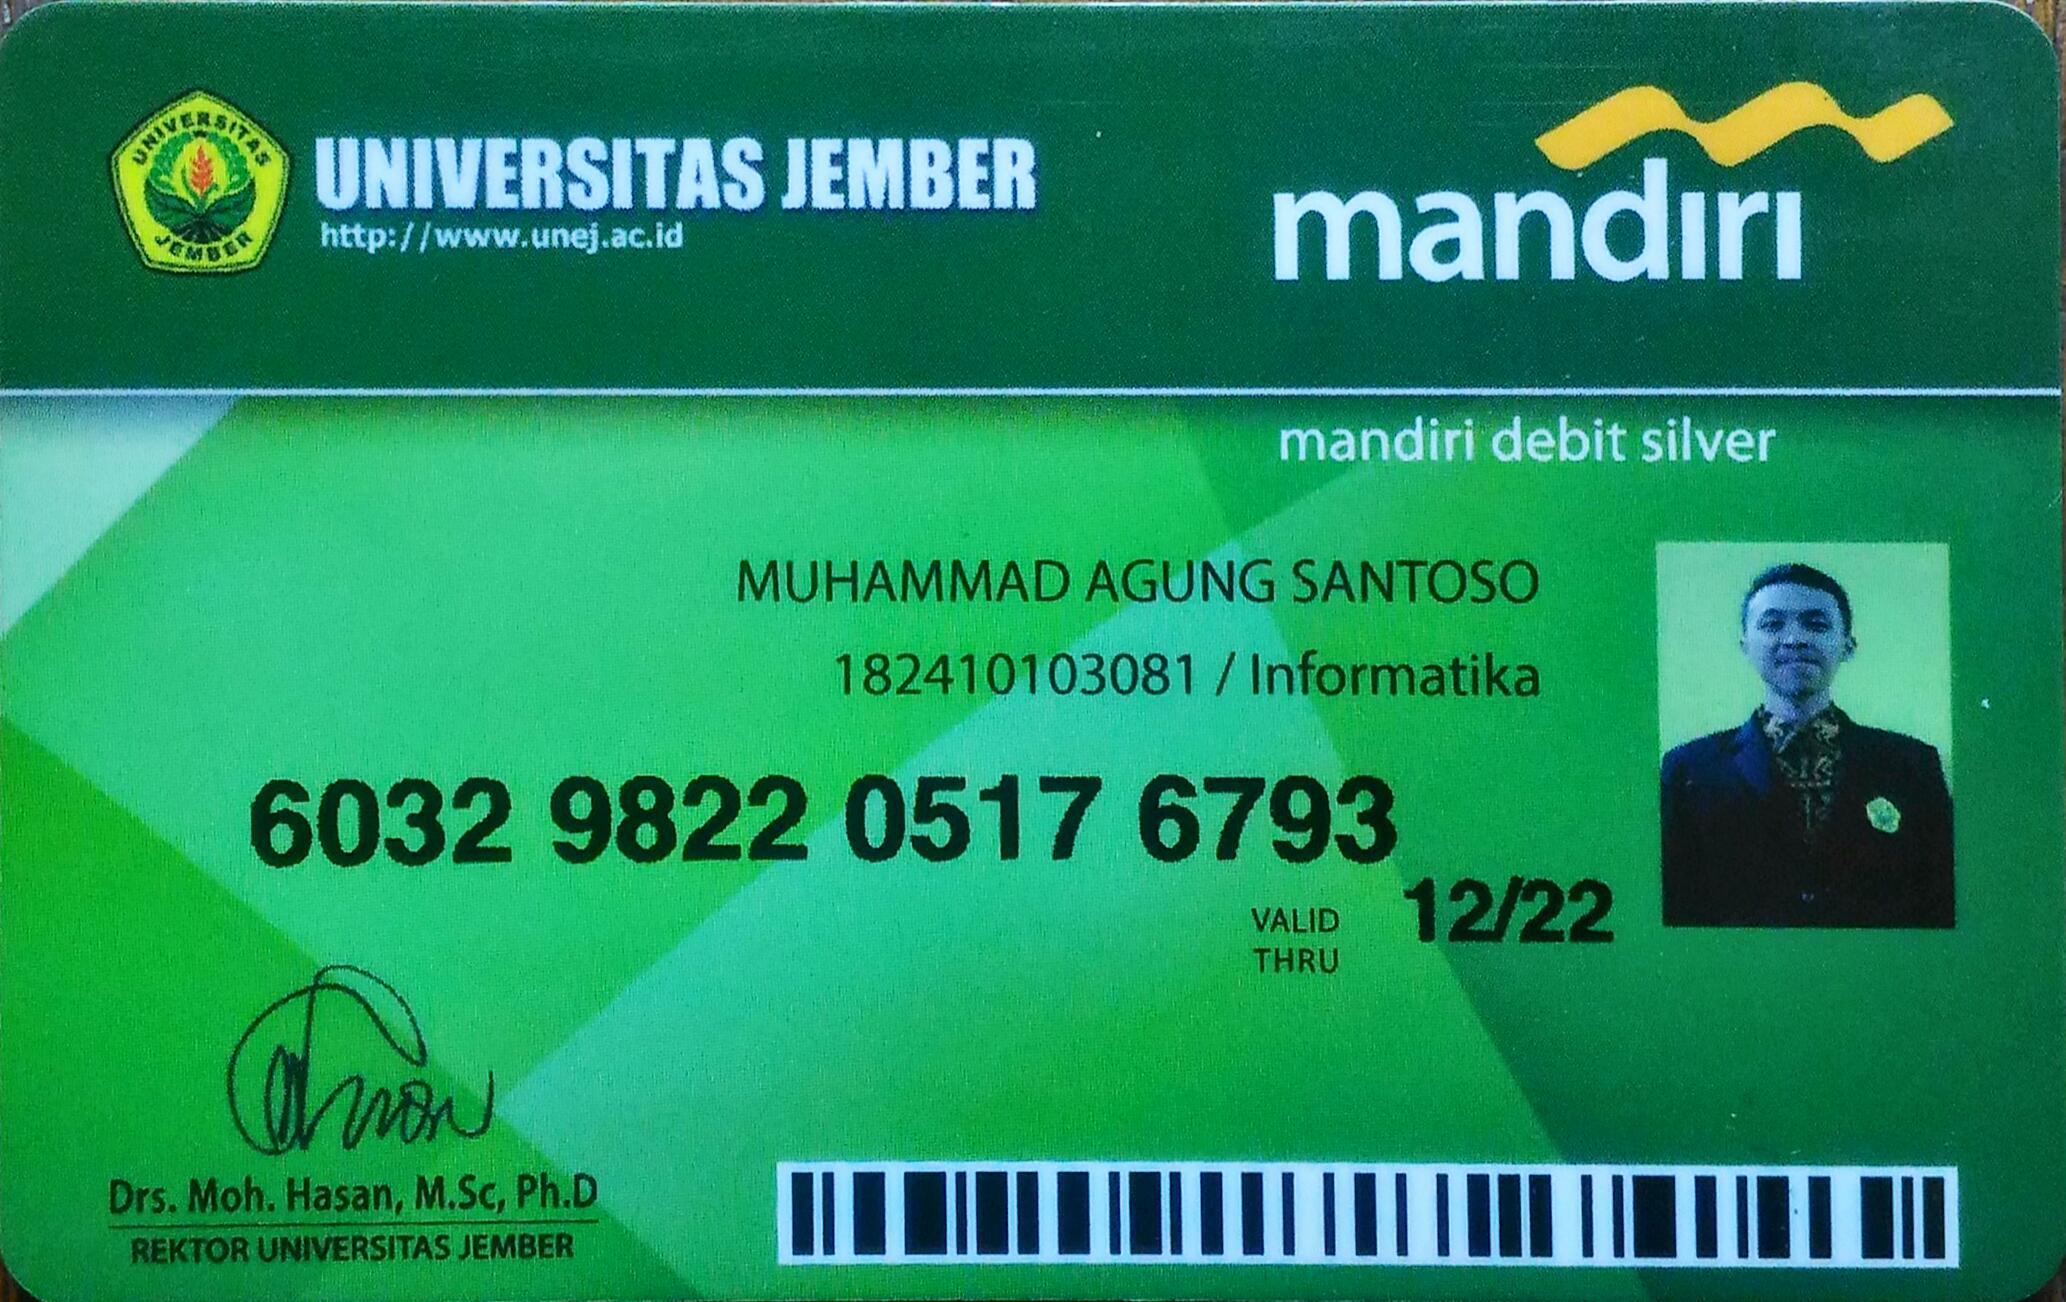 UNIVERSITAS JEMBER
UNIVERSITAS JEMBER
http://www.unej.ac.id
mandırı
mandiri debit silver
MUHAMMAD AGUNG SANTOSO
182410103081 / Informatika
6032 9822 0517 6793
VALID THRU 12/22
Drs. Moh. Hasan, M.Sc, Ph.D
REKTOR UNIVERSITAS JEMBER